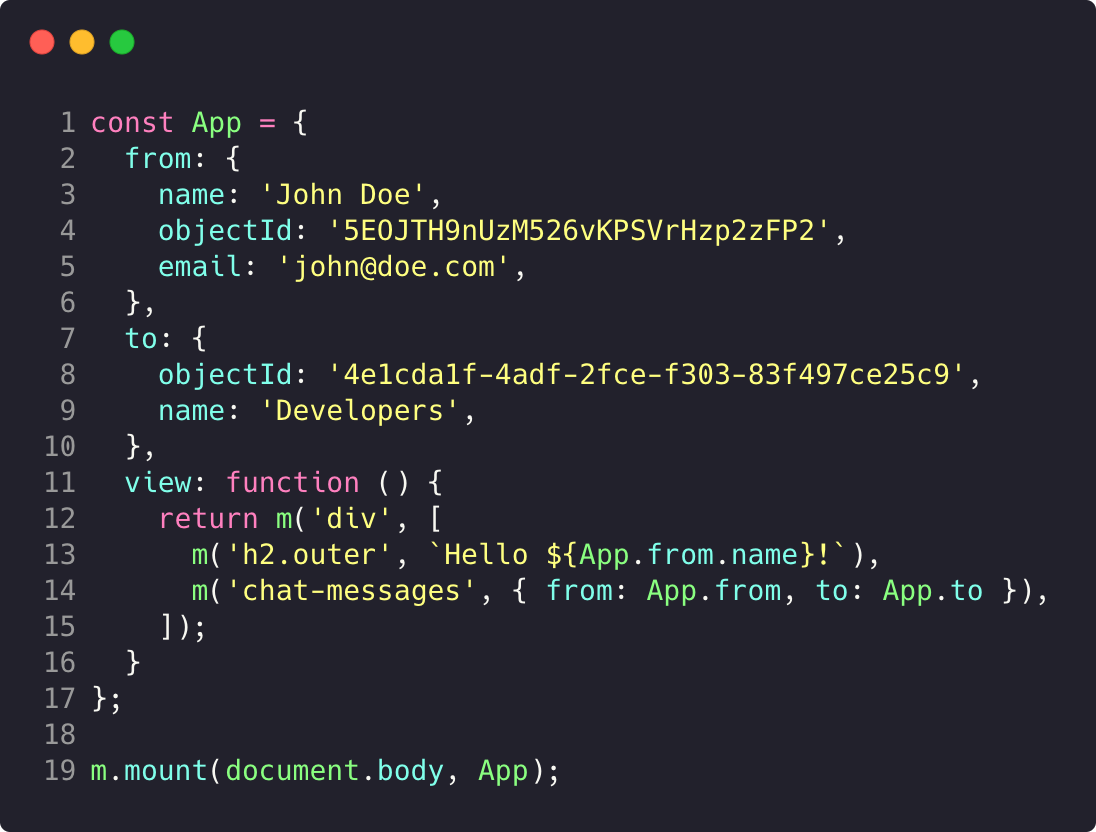 1 const App = {
2   from: {
3     name: 'John Doe',
4     objectId: '5EOJTH9nUzM526vKPSVrHzp2zFP2',
5     email: 'john@doe.com',
6   },
7   to: {
8     objectId: '4e1cda1f-4adf-2fce-f303-83f497ce25c9',
9     name: 'Developers',
10   },
11   view: function () {
12     return m('div', [
13       m('h2.outer', `Hello ${App.from.name}!`),
14       m('chat-messages', { from: App.from, to: App.to }),
15     ]);
16   }
17 };
18
19 m.mount(document.body, App);